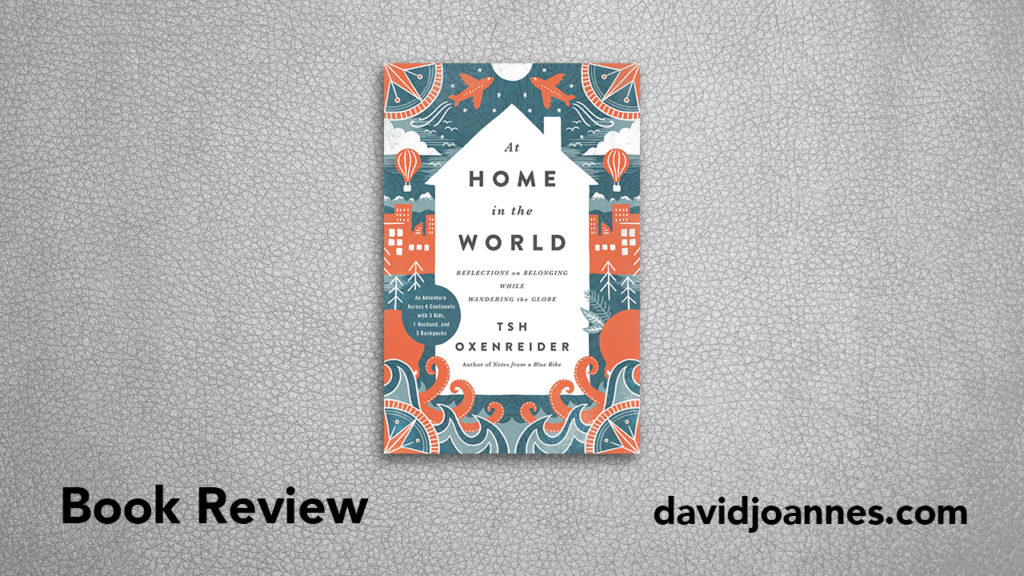 At
HOME
in the
WORLD
REFLECTIONS on BELONGING
WHILE
WANDERING the GLOBE
An Adventure
Across 4 Continents
with 3 Kids,
1 Husband, and
5 Backpacks
TSH
OXENREIDER
Author of Notes from a Blue Bike
Book Review
davidjoannes.com